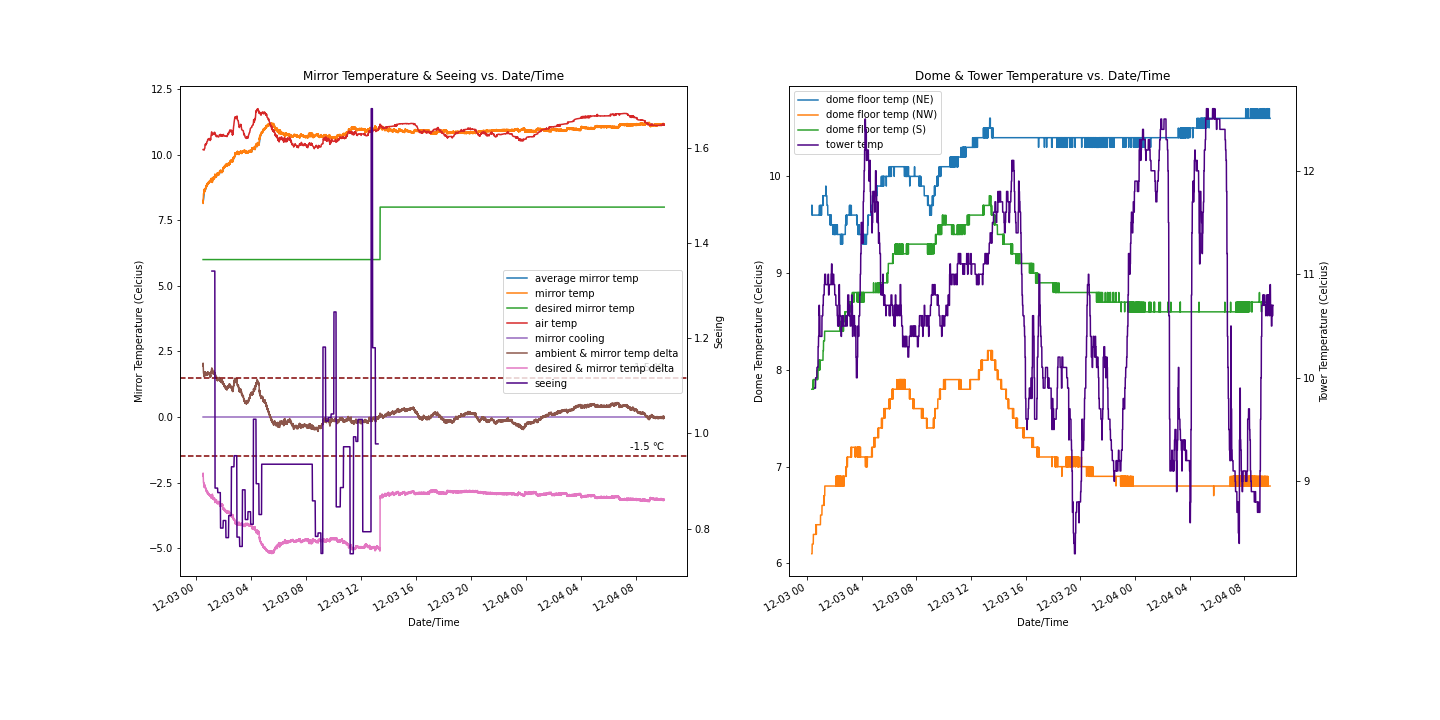 Mirror Temperature & Seeing vs. Date/Time
12.5
10.0
7.5
5.0
2.5
0.0
−2.5
−5.0
Mirror Temperature (Celcius)
1.6
1.4
1.2
1.0
0.8
Seeing
average mirror temp
mirror temp
desired mirror temp
air temp
mirror cooling
ambient & mirror temp delta
desired & mirror temp delta
seeing
-1.5 °C
12-03 00
12-03 04
12-03 08
12-03 12
12-03 16
12-03 20
12-04 00
12-04 04
12-04 08
Date/Time
Dome & Tower Temperature vs. Date/Time
dome floor temp (NE)
dome floor temp (NW)
dome floor temp (S)
tower temp
10
9
8
7
6
Dome Temperature (Celcius)
12
11
10
9
Tower Temperature (Celcius)
12-03 00
12-03 04
12-03 08
12-03 12
12-03 16
12-03 20
12-04 00
12-04 04
12-04 08
Date/Time